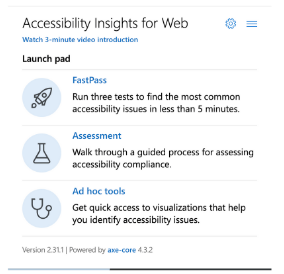 Accessibility Insights for Web
Watch 3-minute video introduction
Launch pad
FastPass
Run three tests to find the most common
accessibility issues in less than 5 minutes.
Assessment
Walk through a guided process for assessing
accessibility compliance.
Ad hoc tools
Get quick access to visualizations that help
you identify accessibility issues.
Version 2.31.1 | Powered by axe-core 4.3.2